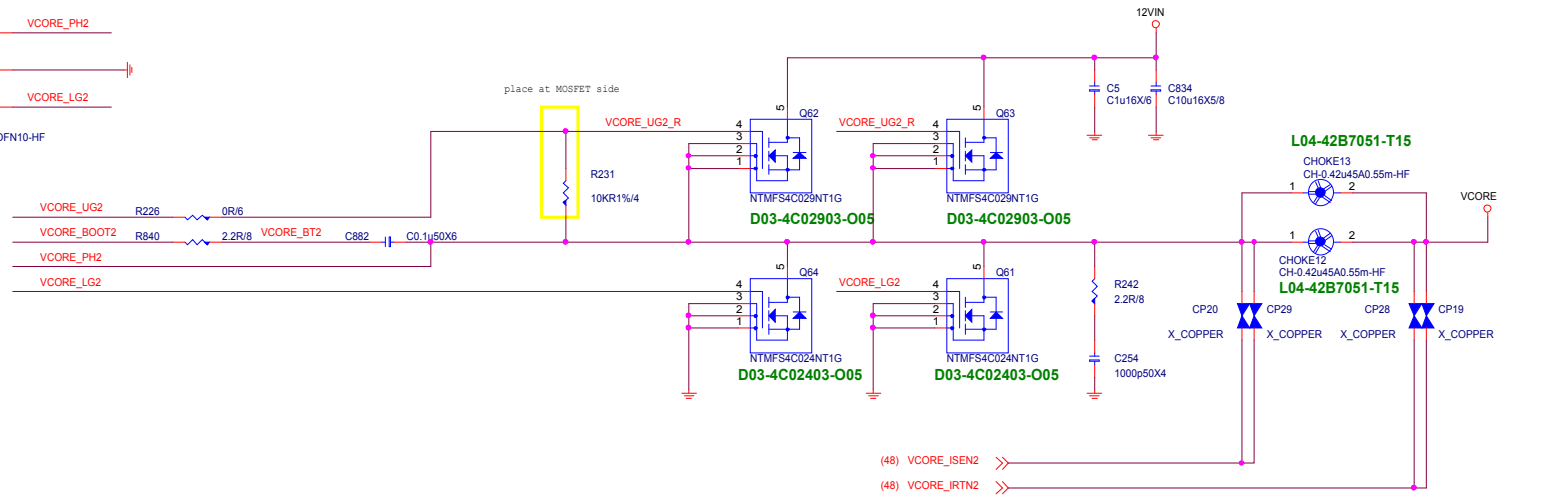 VCORE_PH2
VCORE_LG2
DFN10-HF
place at MOSFET side
12VIN
C5
C1u16X/6
C834
C10u16X5/8
VCORE_UG2_R
4
3
2
1
5
Q62
NTMFS4C029NT1G
D03-4C02903-O05
VCORE_UG2_R
4
3
2
1
5
Q63
NTMFS4C029NT1G
D03-4C02903-O05
R231
10KR1%/4
L04-42B7051-T15
CHOKE13
CH-0.42u45A0.55m-HF
1
2
VCORE
VCORE_UG2
R226
0R/6
VCORE_BOOT2
R840
2.2R/8
VCORE_BT2
C882
C0.1u50X6
VCORE_PH2
VCORE_LG2
1
2
CHOKE12
CH-0.42u45A0.55m-HF
L04-42B7051-T15
4
3
2
1
5
Q64
NTMFS4C024NT1G
D03-4C02403-O05
VCORE_LG2
4
3
2
1
5
Q61
NTMFS4C024NT1G
D03-4C02403-O05
R242
2.2R/8
C254
1000p50X4
CP20
X_COPPER
CP29
X_COPPER
CP28
X_COPPER
CP19
X_COPPER
(48) VCORE_ISEN2
(48) VCORE_IRTN2